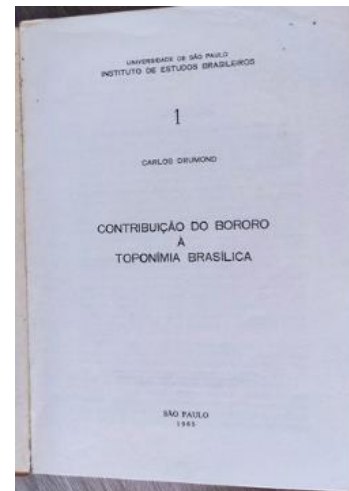 UNIVERSIDADE DE SÃO PAULO
INSTITUTO DE ESTUDOS BRASILEIROS
1
CARLOS DRUMOND
CONTRIBUIÇÃO DO BORORO
À
TOPONÍMIA BRASÍLICA
SÃO PAULO
1965